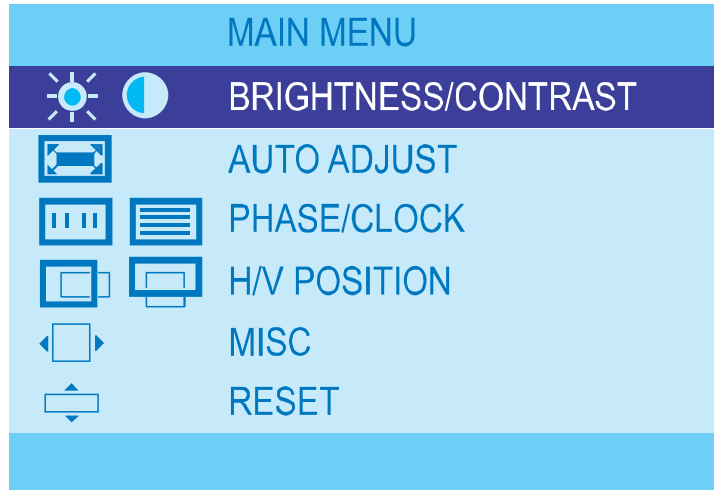 MAIN MENU
BRIGHTNESS/CONTRAST
AUTO ADJUST
PHASE/CLOCK
H/V POSITION
MISC
RESET